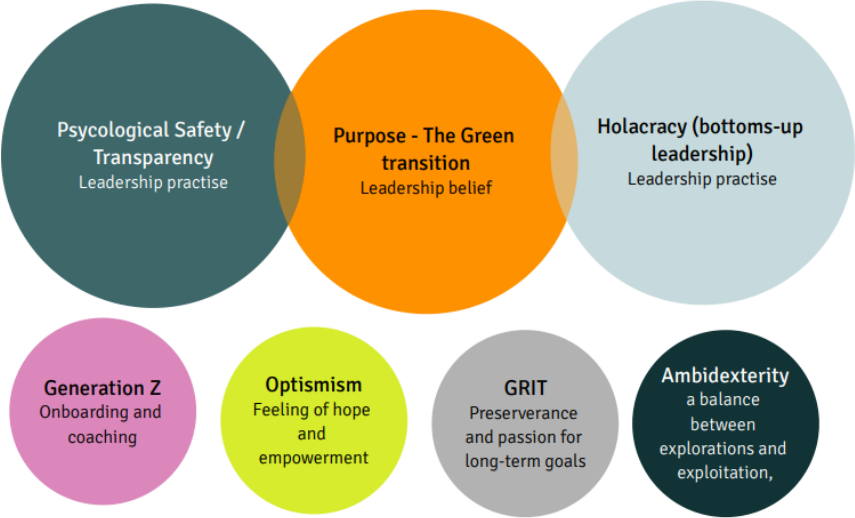 Psycological Safety /
Transparency
Leadership practise
Purpose - The Green
transition
Leadership belief
Holacracy (bottoms-up
leadership)
Leadership practise
Generation Z
Onboarding and
coaching
Optismism
Feeling of hope
and
empowerment
GRIT
Preserverance
and passion for
long-term goals
Ambidexterity
a balance
between
explorations and
exploitation,